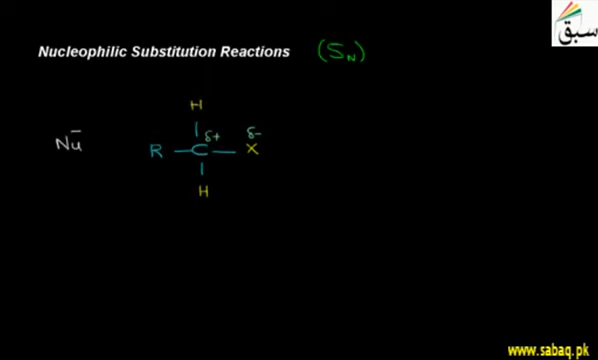 سبق
Nucleophilic Substitution Reactions (SN)
H
Nu⁻ R — C δ+ — X δ-
H
www.sabaq.pk